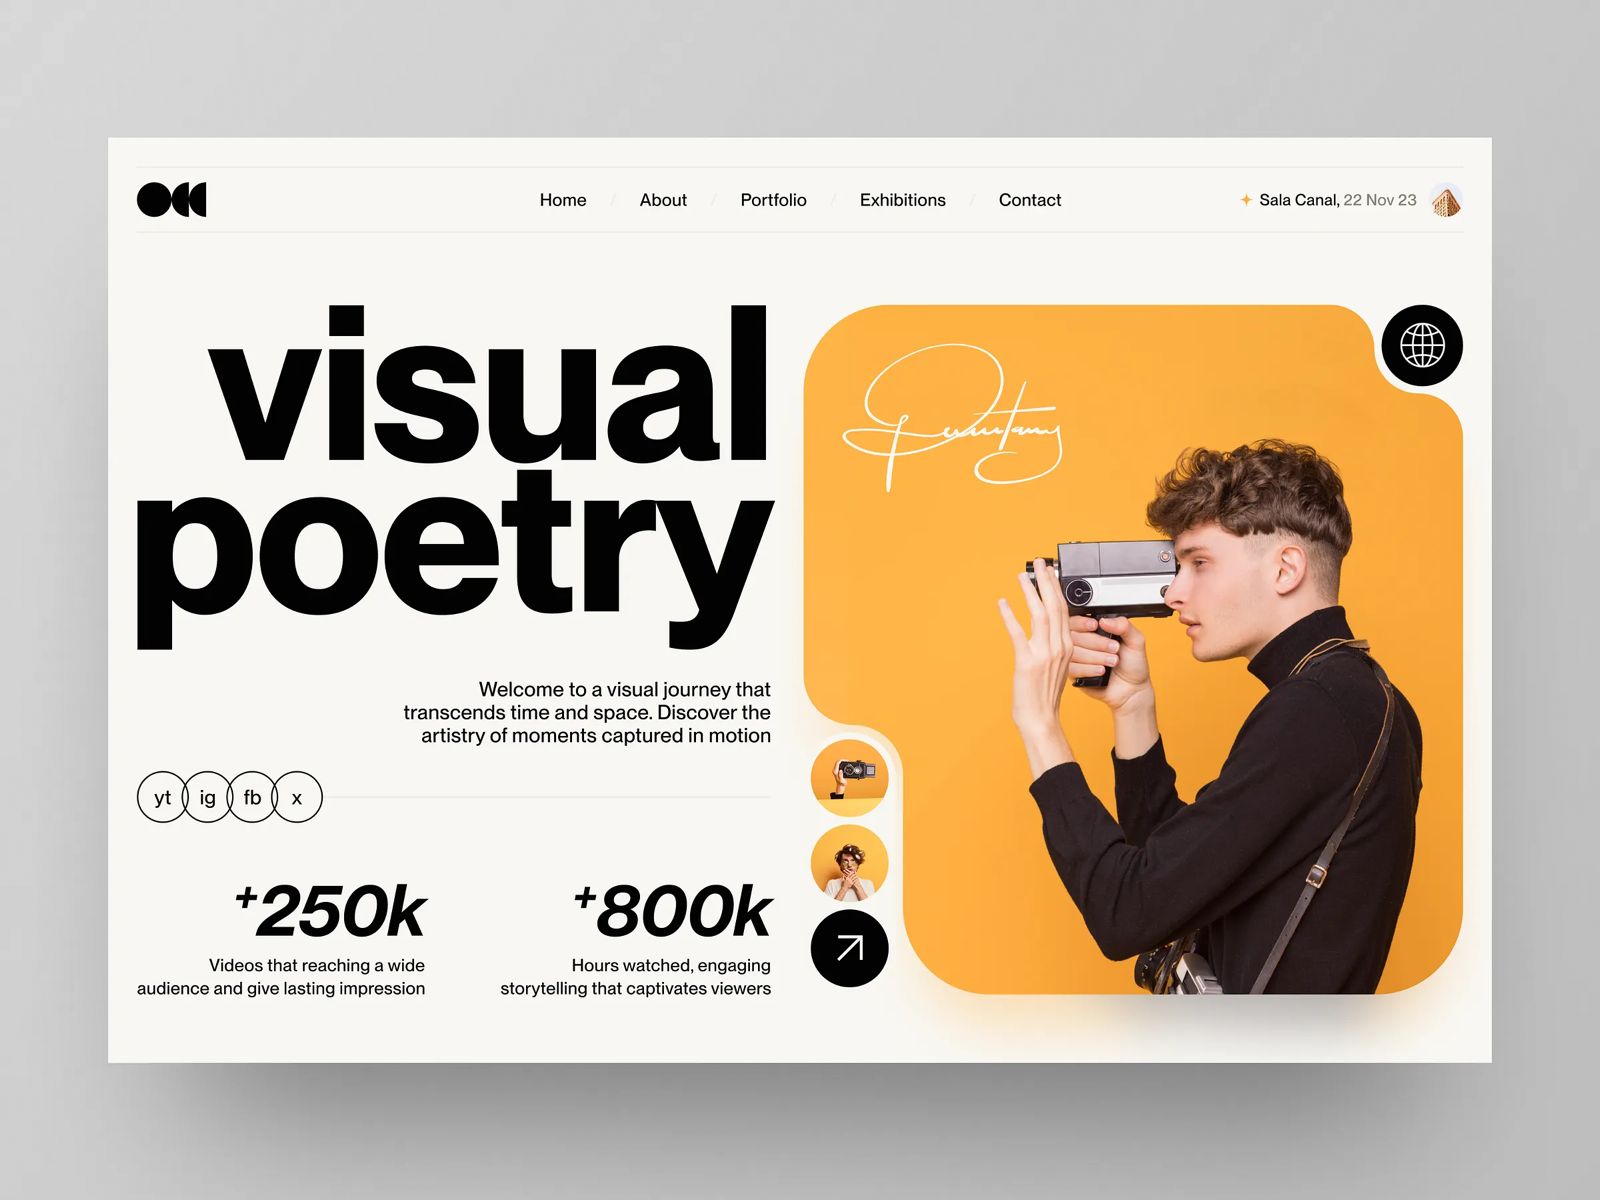 Home / About / Portfolio / Exhibitions / Contact
Sala Canal, 22 Nov 23
visual
poetry
Welcome to a visual journey that
transcends time and space. Discover the
artistry of moments captured in motion
yt ig fb x
+250k
Videos that reaching a wide
audience and give lasting impression
+800k
Hours watched, engaging
storytelling that captivates viewers